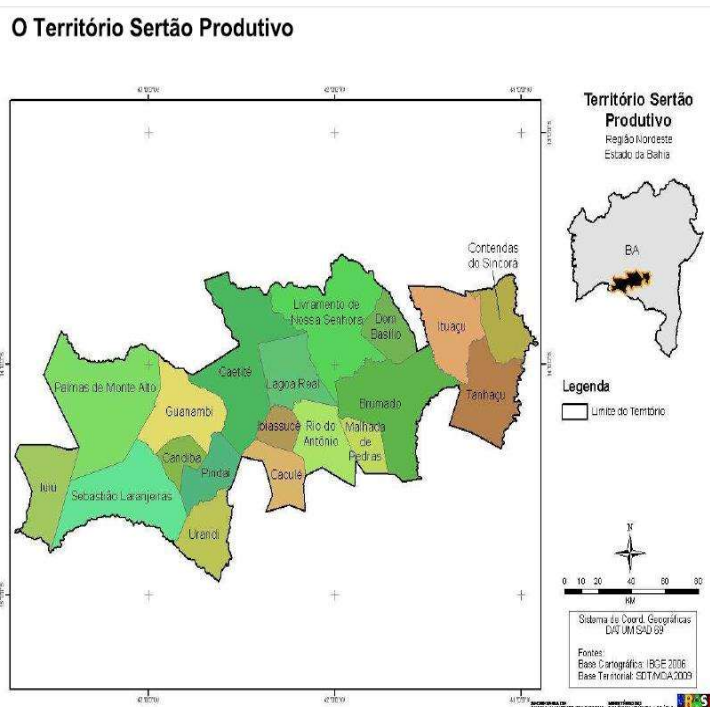 O Território Sertão Produtivo
Território Sertão
Produtivo
Região Nordeste
Estado da Bahia
BA
Contendas
do Sincorá
Livramento de
Nossa Senhora
Dom
Basílio
Ituaçu
Palmas de Monte Alto
Caetité
Lagoa Real
Tanhaçu
Guanambi
Brumado
Ibiassucê
Rio do
Antônio
Malhada
de
Pedras
Candiba
Pindaí
Caculé
Iuiu
Sebastião Laranjeiras
Urandi
Legenda
Limite do Território
N
0 10 20 40 60 80
KM
Sistema de Coord. Geográficas
DATUM SAD 69
Fontes:
Base Cartográfica: IBGE 2006
Base Territorial: SDT/MDA 2009